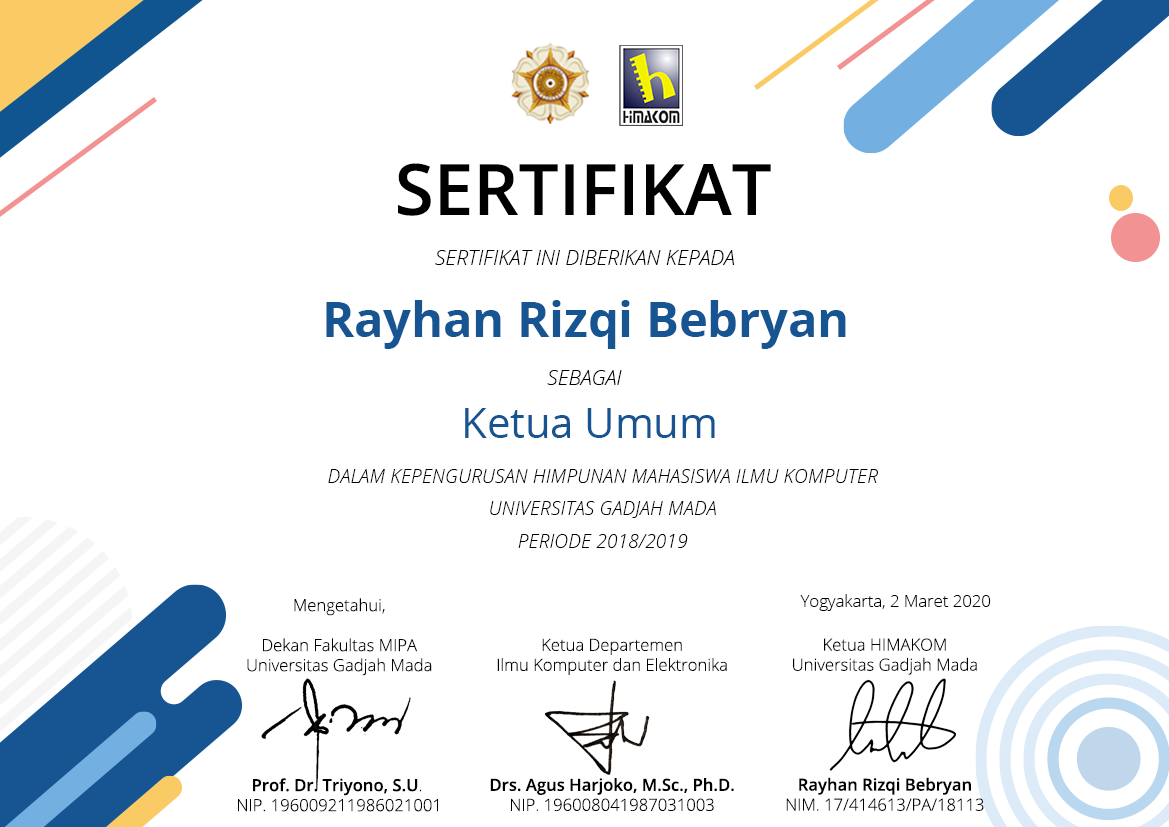 HIMAKOM
SERTIFIKAT
SERTIFIKAT INI DIBERIKAN KEPADA
Rayhan Rizqi Bebryan
SEBAGAI
Ketua Umum
DALAM KEPENGURUSAN HIMPUNAN MAHASISWA ILMU KOMPUTER
UNIVERSITAS GADJAH MADA
PERIODE 2018/2019
Mengetahui,
Dekan Fakultas MIPA
Universitas Gadjah Mada
Prof. Dr. Triyono, S.U.
NIP. 196009211986021001
Ketua Departemen
Ilmu Komputer dan Elektronika
Drs. Agus Harjoko, M.Sc., Ph.D.
NIP. 196008041987031003
Yogyakarta, 2 Maret 2020
Ketua HIMAKOM
Universitas Gadjah Mada
Rayhan Rizqi Bebryan
NIM. 17/414613/PA/18113